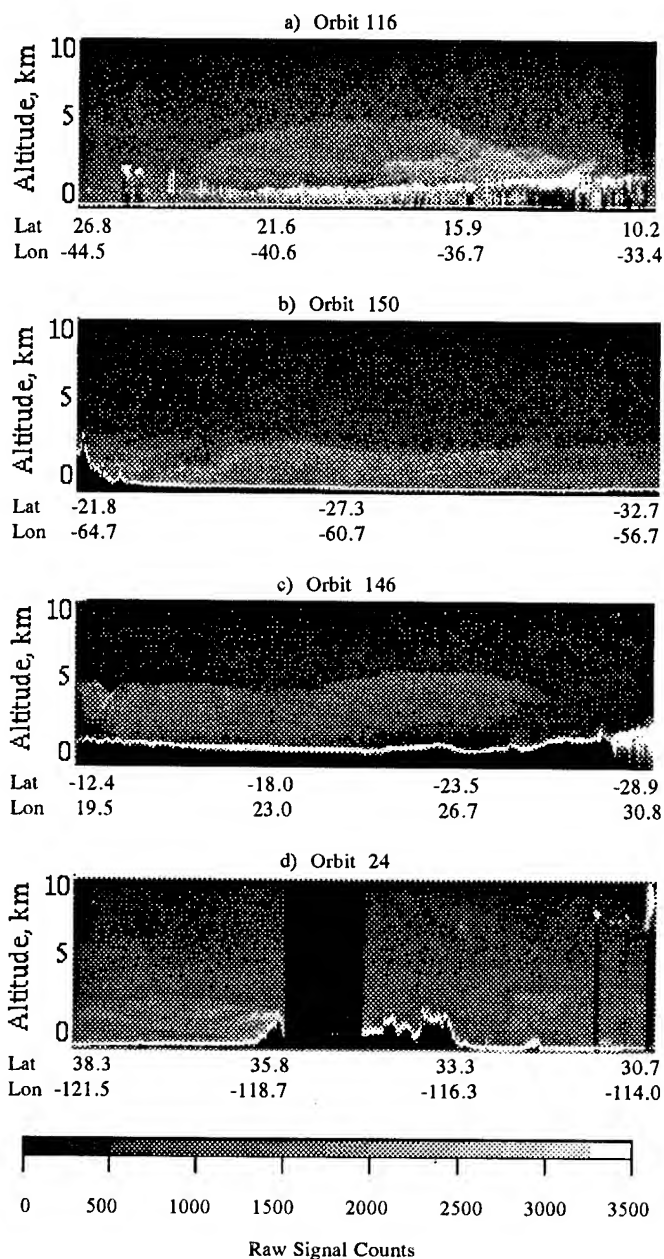 a) Orbit 116
10
5
0
Altitude, km
Lat 26.8 21.6 15.9 10.2
Lon -44.5 -40.6 -36.7 -33.4
b) Orbit 150
10
5
0
Altitude, km
Lat -21.8 -27.3 -32.7
Lon -64.7 -60.7 -56.7
c) Orbit 146
10
5
0
Altitude, km
Lat -12.4 -18.0 -23.5 -28.9
Lon 19.5 23.0 26.7 30.8
d) Orbit 24
10
5
0
Altitude, km
Lat 38.3 35.8 33.3 30.7
Lon -121.5 -118.7 -116.3 -114.0
0 500 1000 1500 2000 2500 3000 3500
Raw Signal Counts